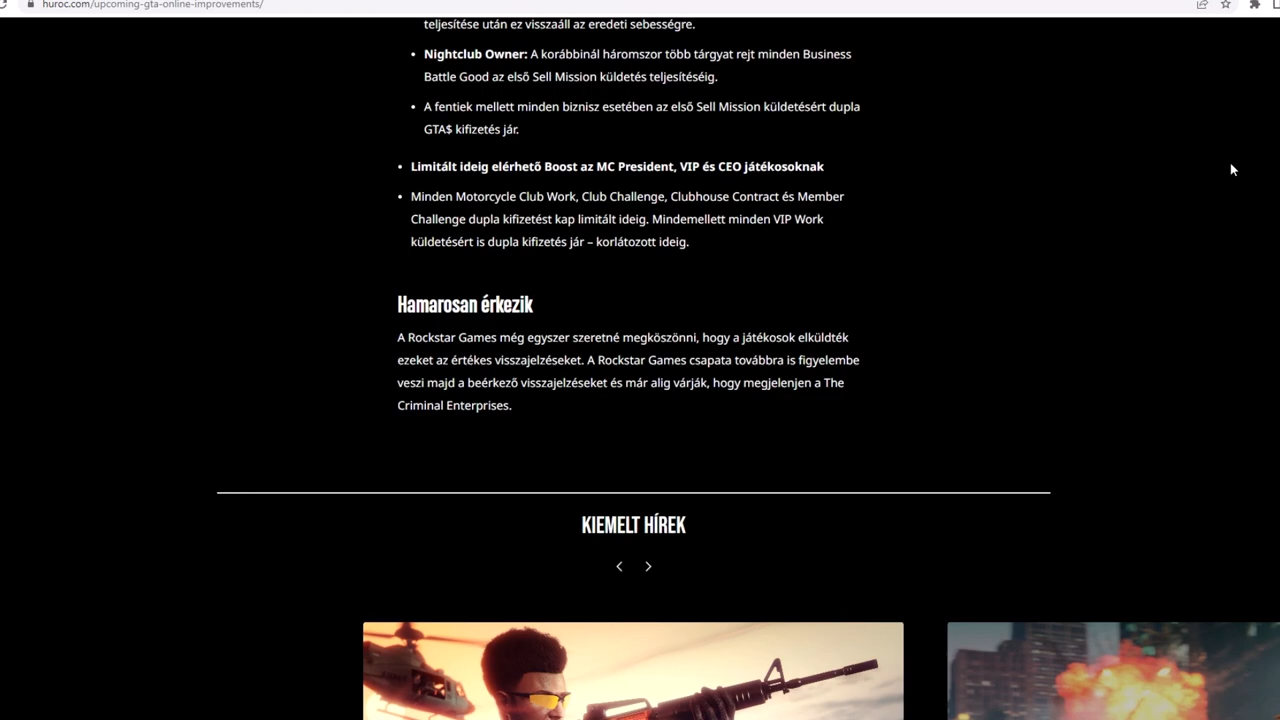 huroc.com/upcoming-gta-online-improvements/
teljesítése után ez visszaáll az eredeti sebességre.
• Nightclub Owner: A korábbinál háromszor több tárgyat rejt minden Business
Battle Good az első Sell Mission küldetés teljesítéséig.
• A fentiek mellett minden biznisz esetében az első Sell Mission küldetésért dupla
GTA$ kifizetés jár.
• Limitált ideig elérhető Boost az MC President, VIP és CEO játékosoknak
• Minden Motorcycle Club Work, Club Challenge, Clubhouse Contract és Member
Challenge dupla kifizetést kap limitált ideig. Mindemellett minden VIP Work
küldetésért is dupla kifizetés jár – korlátozott ideig.
Hamarosan érkezik
A Rockstar Games még egyszer szeretné megköszönni, hogy a játékosok elküldték
ezeket az értékes visszajelzéseket. A Rockstar Games csapata továbbra is figyelembe
veszi majd a beérkező visszajelzéseket és már alig várják, hogy megjelenjen a The
Criminal Enterprises.
KIEMELT HÍREK